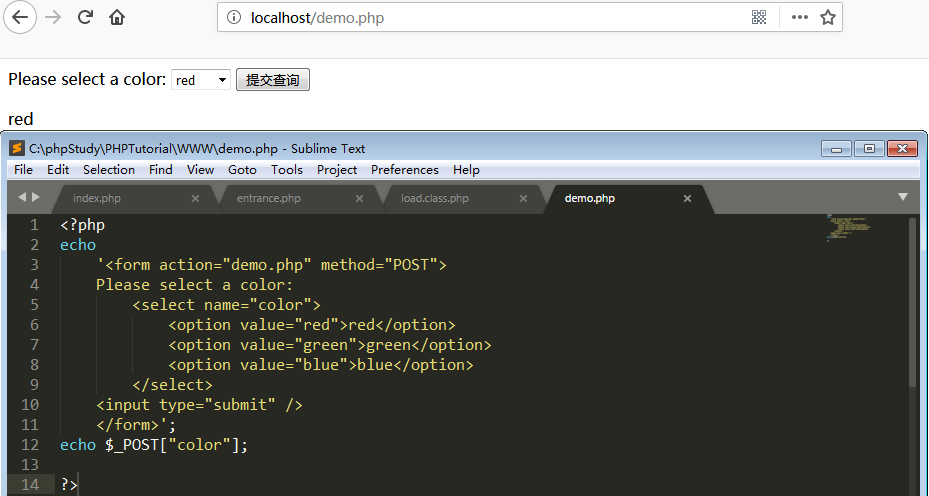 localhost/demo.php
Please select a color: red 提交查询
red
C:\phpStudy\PHPTutorial\WWW\demo.php - Sublime Text
File Edit Selection Find View Goto Tools Project Preferences Help
index.php entrance.php load.class.php demo.php
1 <?php
2 echo
3 '<form action="demo.php" method="POST">
4 Please select a color:
5 <select name="color">
6 <option value="red">red</option>
7 <option value="green">green</option>
8 <option value="blue">blue</option>
9 </select>
10 <input type="submit" />
11 </form>';
12 echo $_POST["color"];
13
14 ?>